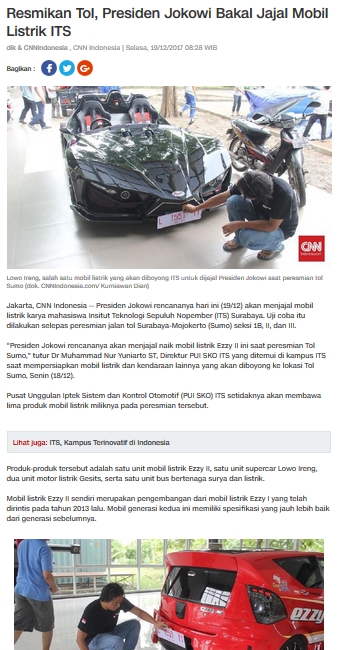 Resmikan Tol, Presiden Jokowi Bakal Jajal Mobil
Listrik ITS
dik & CNNIndonesia , CNN Indonesia | Selasa, 19/12/2017 08:28 WIB
Bagikan :
CNN
Lowo Ireng, salah satu mobil listrik yang akan diboyong ITS untuk dijajal Presiden Jokowi saat peresmian tol
Sumo (dok. CNNIndonesia.com/ Kurniawan Dian)
Jakarta, CNN Indonesia -- Presiden Jokowi rencananya hari ini (19/12) akan menjajal mobil
listrik karya mahasiswa Insitut Teknologi Sepuluh Nopember (ITS) Surabaya. Uji coba itu
dilakukan selepas peresmian jalan tol Surabaya-Mojokerto (Sumo) seksi 1B, II, dan III.
"Presiden Jokowi rencananya akan menjajal naik mobil listrik Ezzy II ini saat peresmian Tol
Sumo," tutur Dr Muhammad Nur Yuniarto ST, Direktur PUI SKO ITS yang ditemui di kampus ITS
saat mempersiapkan mobil listrik dan kendaraan lainnya yang akan diboyong ke lokasi Tol
Sumo, Senin (18/12).
Pusat Unggulan Iptek Sistem dan Kontrol Otomotif (PUI SKO) ITS setidaknya akan membawa
lima produk mobil listrik miliknya pada peresmian tersebut.
Lihat juga: ITS, Kampus Terinovatif di Indonesia
Produk-produk tersebut adalah satu unit mobil listrik Ezzy II, satu unit supercar Lowo Ireng,
dua unit motor listrik Gesits, serta satu unit bus bertenaga surya dan listrik.
Mobil listrik Ezzy II sendiri merupakan pengembangan dari mobil listrik Ezzy I yang telah
dirintis pada tahun 2013 lalu. Mobil generasi kedua ini memiliki spesifikasi yang jauh lebih baik
dari generasi sebelumnya.
ezzy